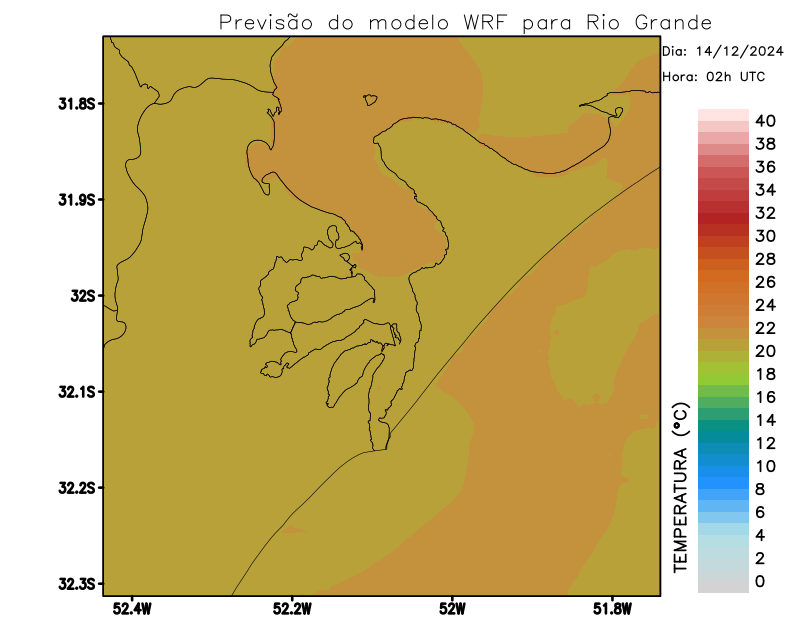 Previsão do modelo WRF para Rio Grande
Dia: 14/12/2024
Hora: 02h UTC
31.8S
31.9S
32S
32.1S
32.2S
32.3S
52.4W
52.2W
52W
51.8W
TEMPERATURA (°C)
40
38
36
34
32
30
28
26
24
22
20
18
16
14
12
10
8
6
4
2
0